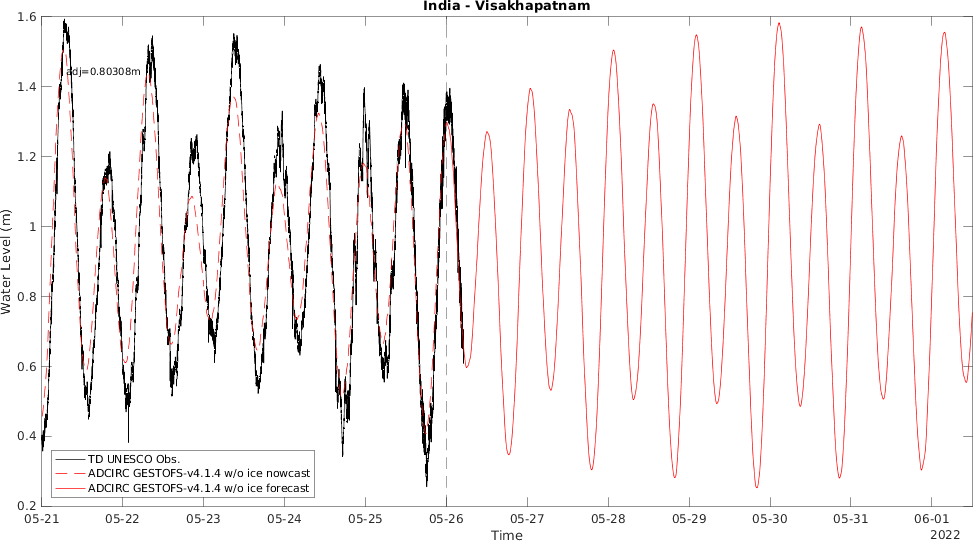 India - Visakhapatnam
1.6
1.4
1.2
1
0.8
0.6
0.4
0.2
Water Level (m)
adj=0.80308m
TD UNESCO Obs.
ADCIRC GESTOFS-v4.1.4 w/o ice nowcast
ADCIRC GESTOFS-v4.1.4 w/o ice forecast
05-21 05-22 05-23 05-24 05-25 05-26 05-27 05-28 05-29 05-30 05-31 06-01
2022
Time